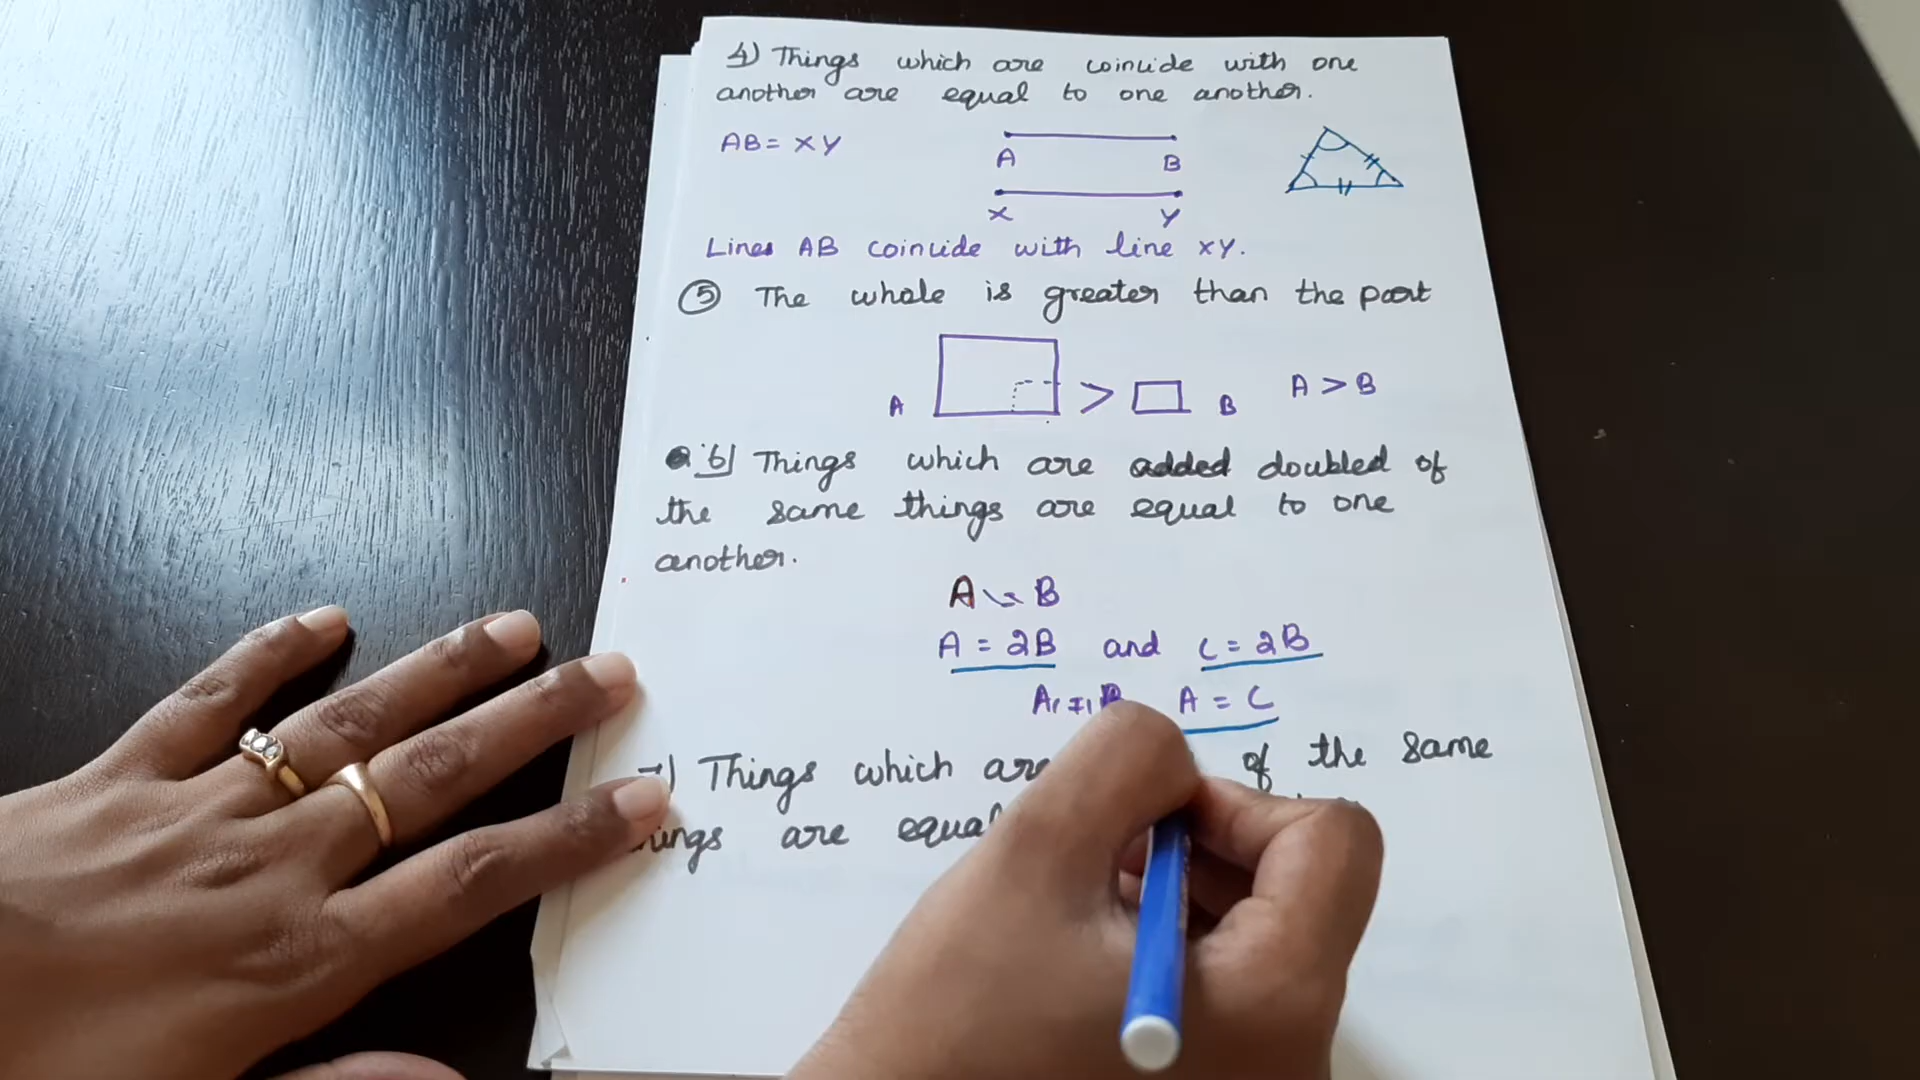 4) Things which are coincide with one
another are equal to one another.
AB = XY
A B
X Y
Lines AB coincide with line XY.
5 The whole is greater than the part
A > B A > B
6) Things which are added doubled of
the same things are equal to one
another.
A = B
A = 2B and C = 2B
A = C
7) Things which are of the same
are equal